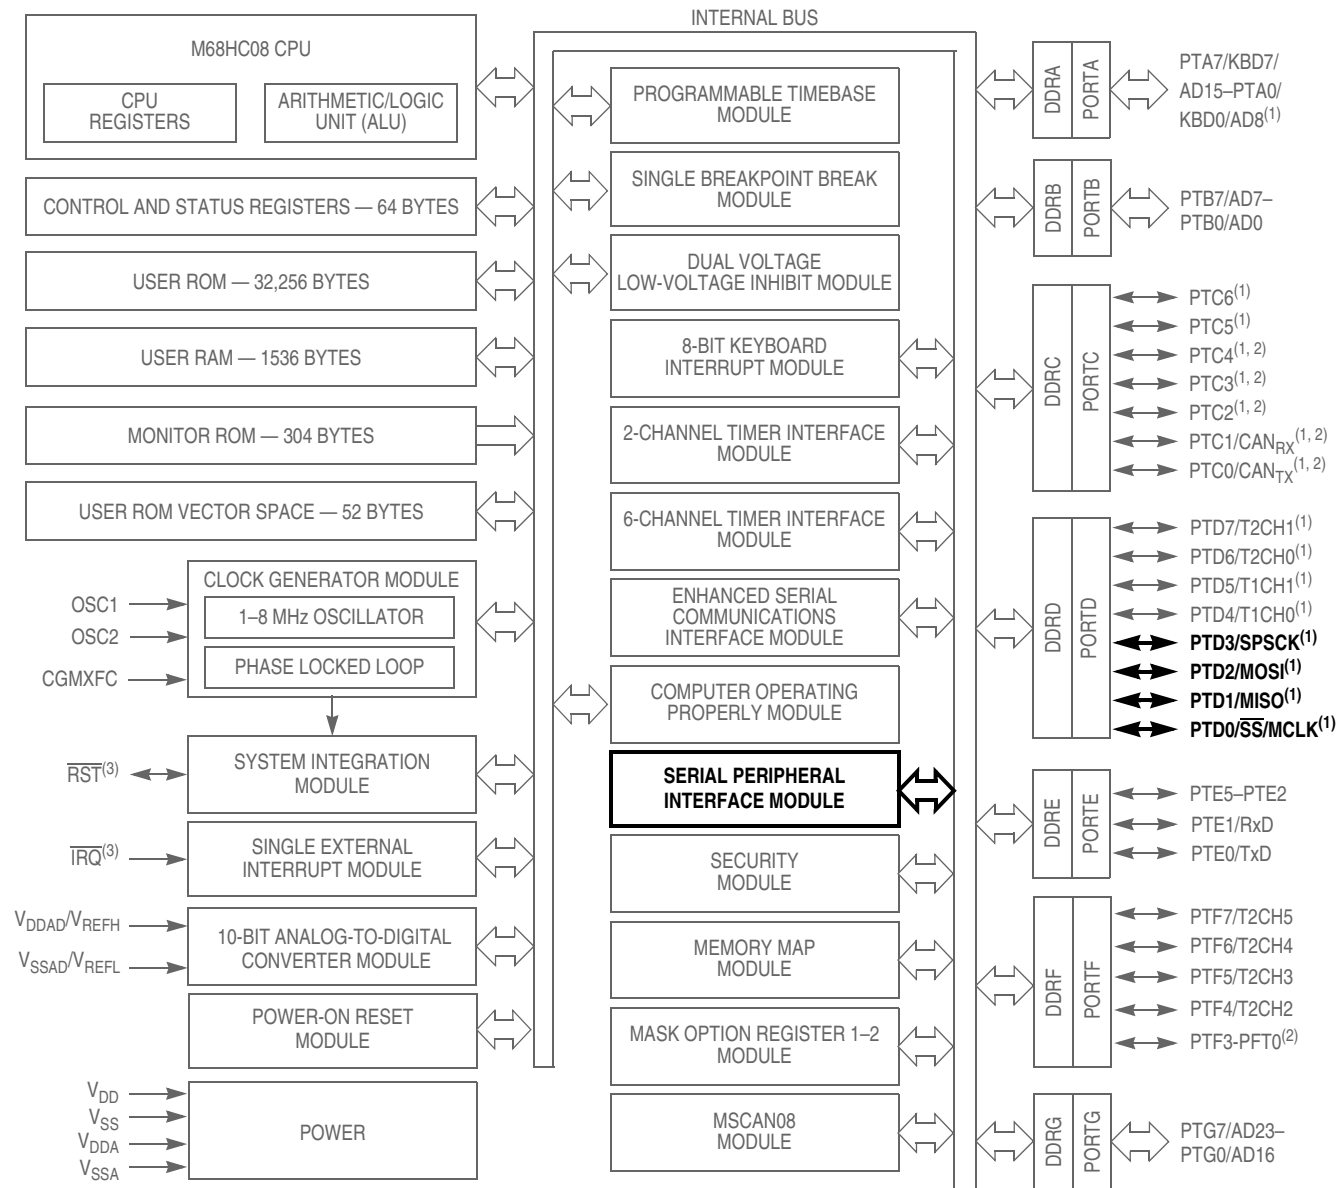 INTERNAL BUS
M68HC08 CPU
CPU
REGISTERS
ARITHMETIC/LOGIC
UNIT (ALU)
CONTROL AND STATUS REGISTERS — 64 BYTES
USER ROM — 32,256 BYTES
USER RAM — 1536 BYTES
MONITOR ROM — 304 BYTES
USER ROM VECTOR SPACE — 52 BYTES
CLOCK GENERATOR MODULE
1–8 MHz OSCILLATOR
PHASE LOCKED LOOP
OSC1
OSC2
CGMXFC
SYSTEM INTEGRATION
MODULE
RST(3)
SINGLE EXTERNAL
INTERRUPT MODULE
IRQ(3)
10-BIT ANALOG-TO-DIGITAL
CONVERTER MODULE
VDDAD/VREFH
VSSAD/VREFL
POWER-ON RESET
MODULE
POWER
VDD
VSS
VDDA
VSSA
PROGRAMMABLE TIMEBASE
MODULE
SINGLE BREAKPOINT BREAK
MODULE
DUAL VOLTAGE
LOW-VOLTAGE INHIBIT MODULE
8-BIT KEYBOARD
INTERRUPT MODULE
2-CHANNEL TIMER INTERFACE
MODULE
6-CHANNEL TIMER INTERFACE
MODULE
ENHANCED SERIAL
COMMUNICATIONS
INTERFACE MODULE
COMPUTER OPERATING
PROPERLY MODULE
SERIAL PERIPHERAL
INTERFACE MODULE
SECURITY
MODULE
MEMORY MAP
MODULE
MASK OPTION REGISTER 1–2
MODULE
MSCAN08
MODULE
DDRA
PORTA
PTA7/KBD7/
AD15–PTA0/
KBD0/AD8(1)
DDRB
PORTB
PTB7/AD7–
PTB0/AD0
DDRC
PORTC
PTC6(1)
PTC5(1)
PTC4(1, 2)
PTC3(1, 2)
PTC2(1, 2)
PTC1/CANRX(1, 2)
PTC0/CANTX(1, 2)
DDRD
PORTD
PTD7/T2CH1(1)
PTD6/T2CH0(1)
PTD5/T1CH1(1)
PTD4/T1CH0(1)
PTD3/SPSCK(1)
PTD2/MOSI(1)
PTD1/MISO(1)
PTD0/SS/MCLK(1)
DDRE
PORTE
PTE5–PTE2
PTE1/RxD
PTE0/TxD
DDRF
PORTF
PTF7/T2CH5
PTF6/T2CH4
PTF5/T2CH3
PTF4/T2CH2
PTF3-PFT0(2)
DDRG
PORTG
PTG7/AD23–
PTG0/AD16